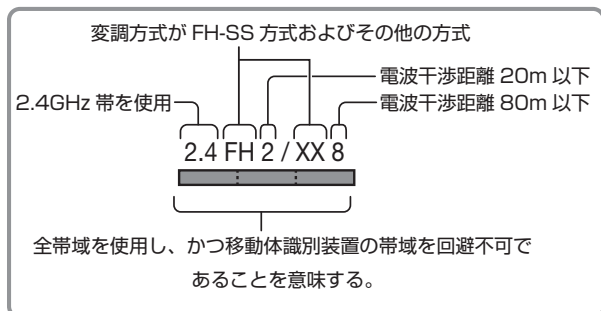 変調方式が FH-SS 方式およびその他の方式
電波干渉距離 20m 以下
2.4GHz 帯を使用
電波干渉距離 80m 以下
2.4 FH 2 / XX 8
全帯域を使用し、かつ移動体識別装置の帯域を回避不可で
あることを意味する。